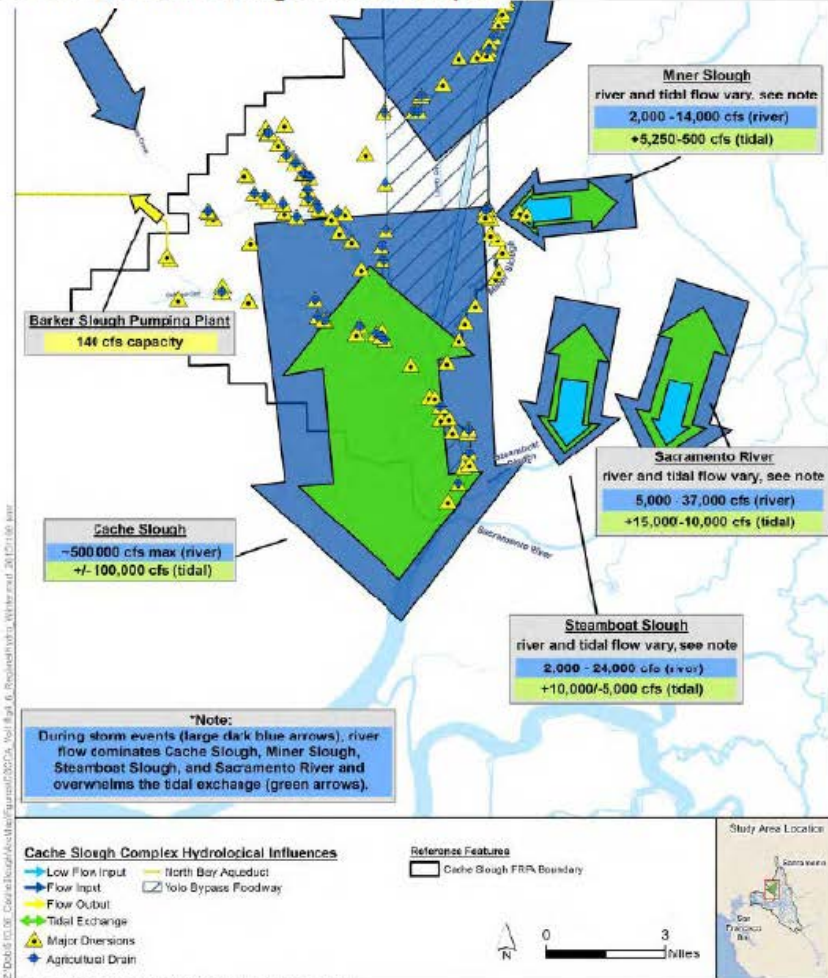 Miner Slough
river and tidal flow vary, see note
2,000 - 14,000 cfs (river)
+5,250-500 cfs (tidal)
Barker Slough Pumping Plant
140 cfs capacity
Sacramento River
river and tidal flow vary, see note
5,000 - 37,000 cfs (river)
+15,000-10,000 cfs (tidal)
Cache Slough
~500,000 cfs max (river)
+/-100,000 cfs (tidal)
Sacramento River
Steamboat Slough
river and tidal flow vary, see note
2,000 - 24,000 cfs (river)
+10,000/-5,000 cfs (tidal)
*Note:
During storm events (large dark blue arrows), river
flow dominates Cache Slough, Miner Slough,
Steamboat Slough, and Sacramento River and
overwhelms the tidal exchange (green arrows).
Cache Slough Complex Hydrological Influences
Low Flow Input
Flow Input
Flow Output
Tidal Exchange
Major Diversions
Agricultural Drain
North Bay Aqueduct
Yolo Bypass Floodway
Reference Features
Cache Slough FRPA Boundary
N
0 3
Miles
Study Area Location
Sacramento
San
Francisco
Bay